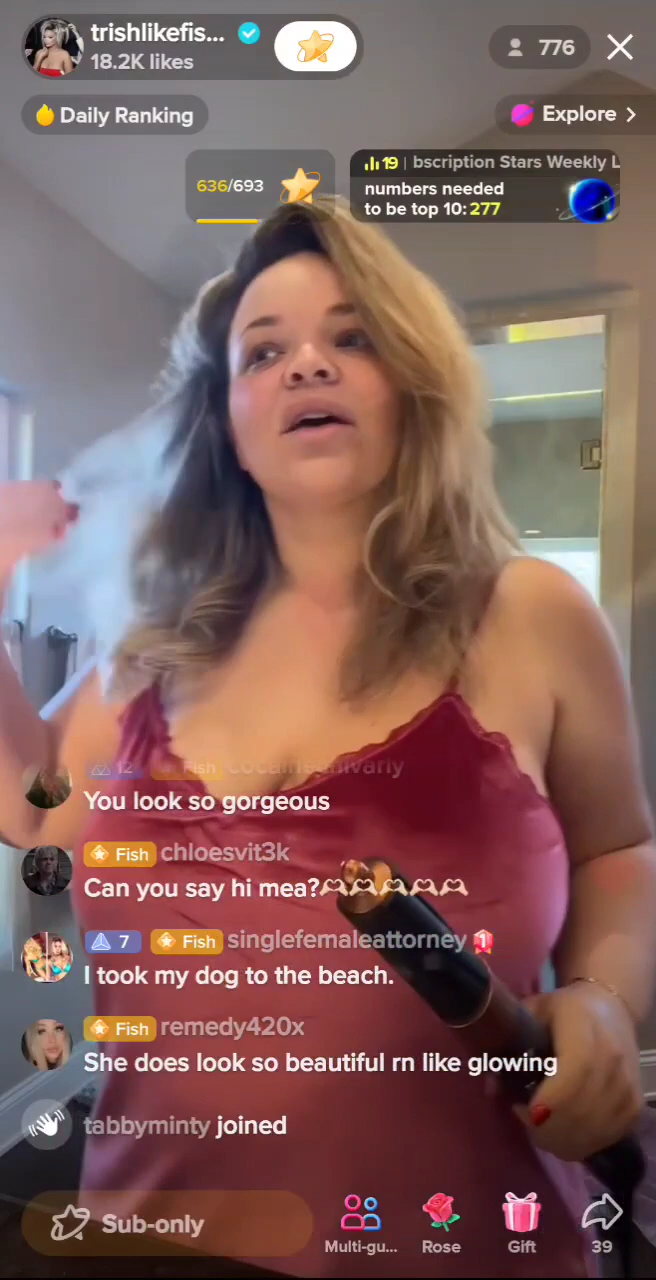 trishlikefis...
18.2K likes
776
Daily Ranking
Explore
636/693
19 | bscription Stars Weekly L
numbers needed
to be top 10: 277
12 Fish
You look so gorgeous
Fish chloesvit3k
Can you say hi mea?🫶🫶🫶🫶🫶
7 Fish singlefemaleattorney 1
I took my dog to the beach.
Fish remedy420x
She does look so beautiful rn like glowing
tabbyminty joined
Sub-only
Multi-gu...
Rose
Gift
39